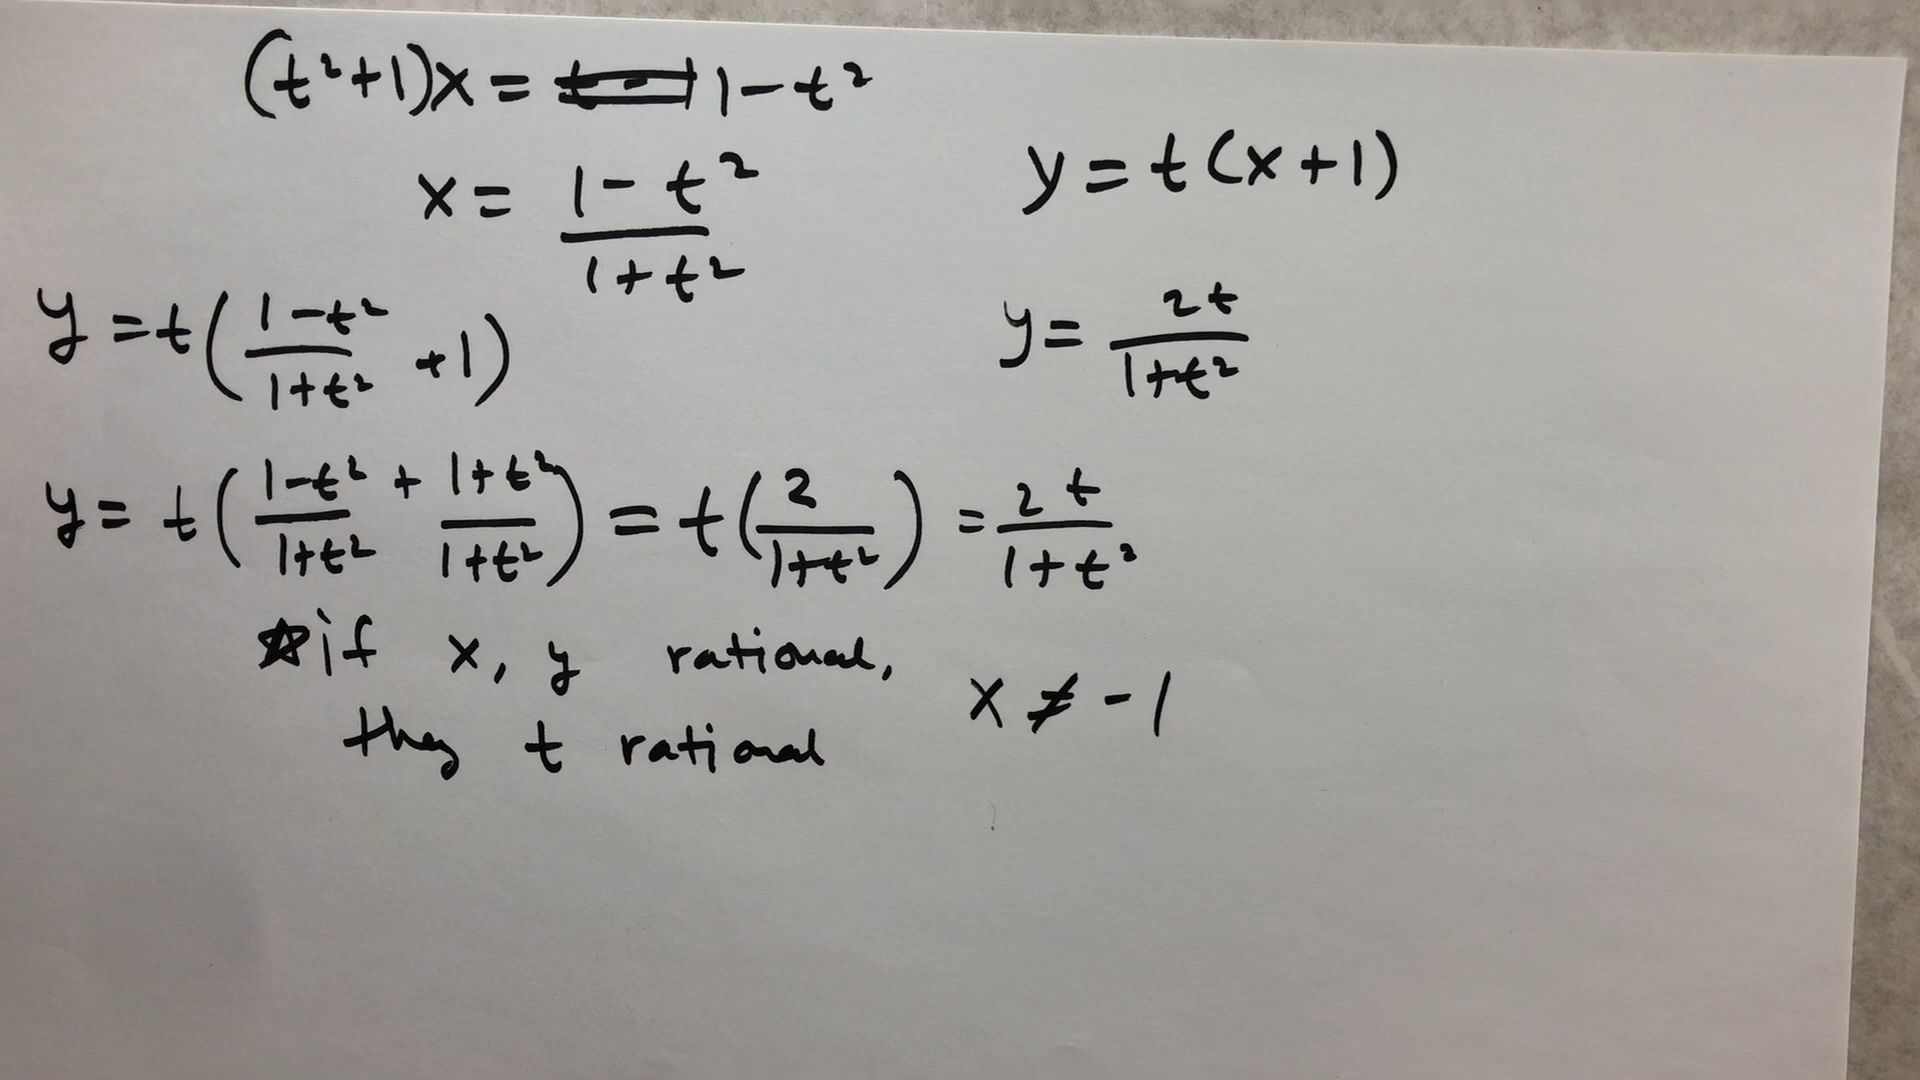 (t²+1)x = 1-t²
x = (1-t²)/(1+t²)
y = t(x+1)
y = t((1-t²)/(1+t²) +1)
y = 2t/(1+t²)
y = t((1-t²)/(1+t²) + (1+t²)/(1+t²)) = t(2/(1+t²)) = 2t/(1+t²)
☆if x, y rational,
x ≠ -1
t rational